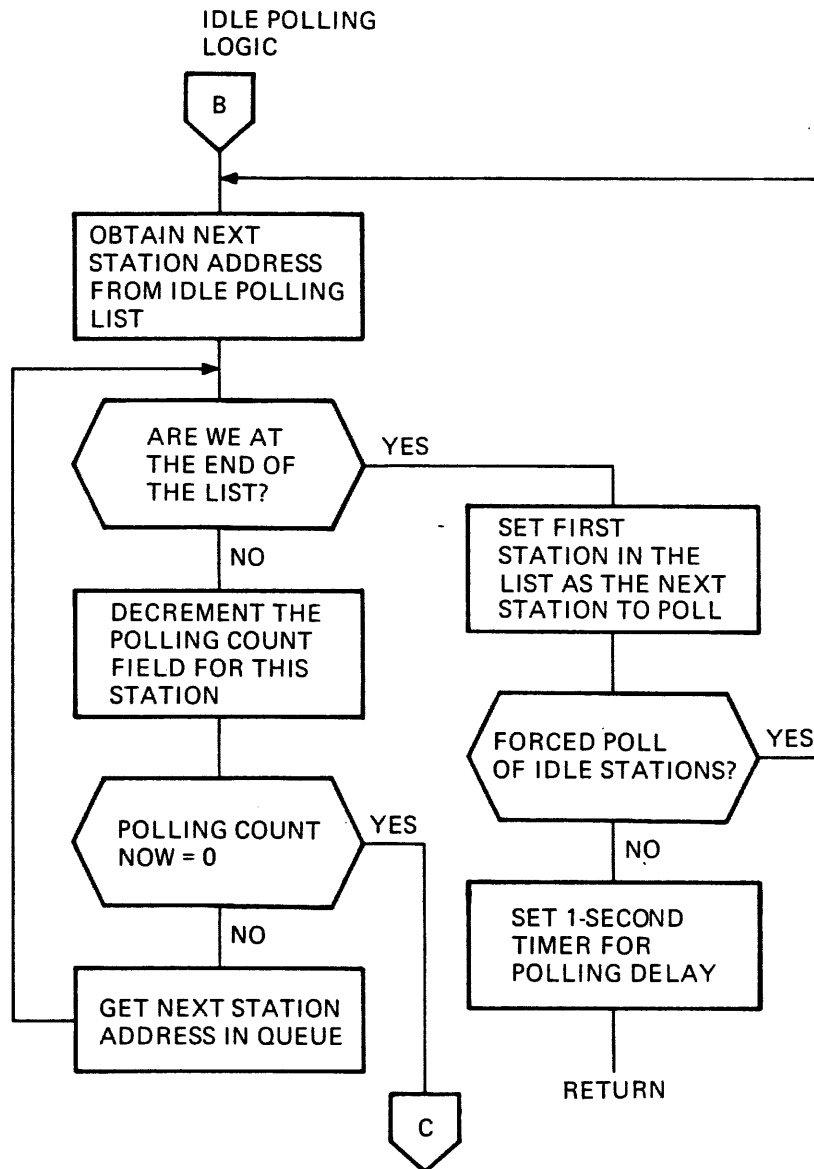 IDLE POLLING
LOGIC
B
OBTAIN NEXT
STATION ADDRESS
FROM IDLE POLLING
LIST
ARE WE AT
THE END OF
THE LIST?
YES
NO
SET FIRST
STATION IN THE
LIST AS THE NEXT
STATION TO POLL
DECREMENT THE
POLLING COUNT
FIELD FOR THIS
STATION
FORCED POLL
OF IDLE STATIONS?
YES
NO
POLLING COUNT
NOW = 0
YES
NO
SET 1-SECOND
TIMER FOR
POLLING DELAY
GET NEXT STATION
ADDRESS IN QUEUE
RETURN
C